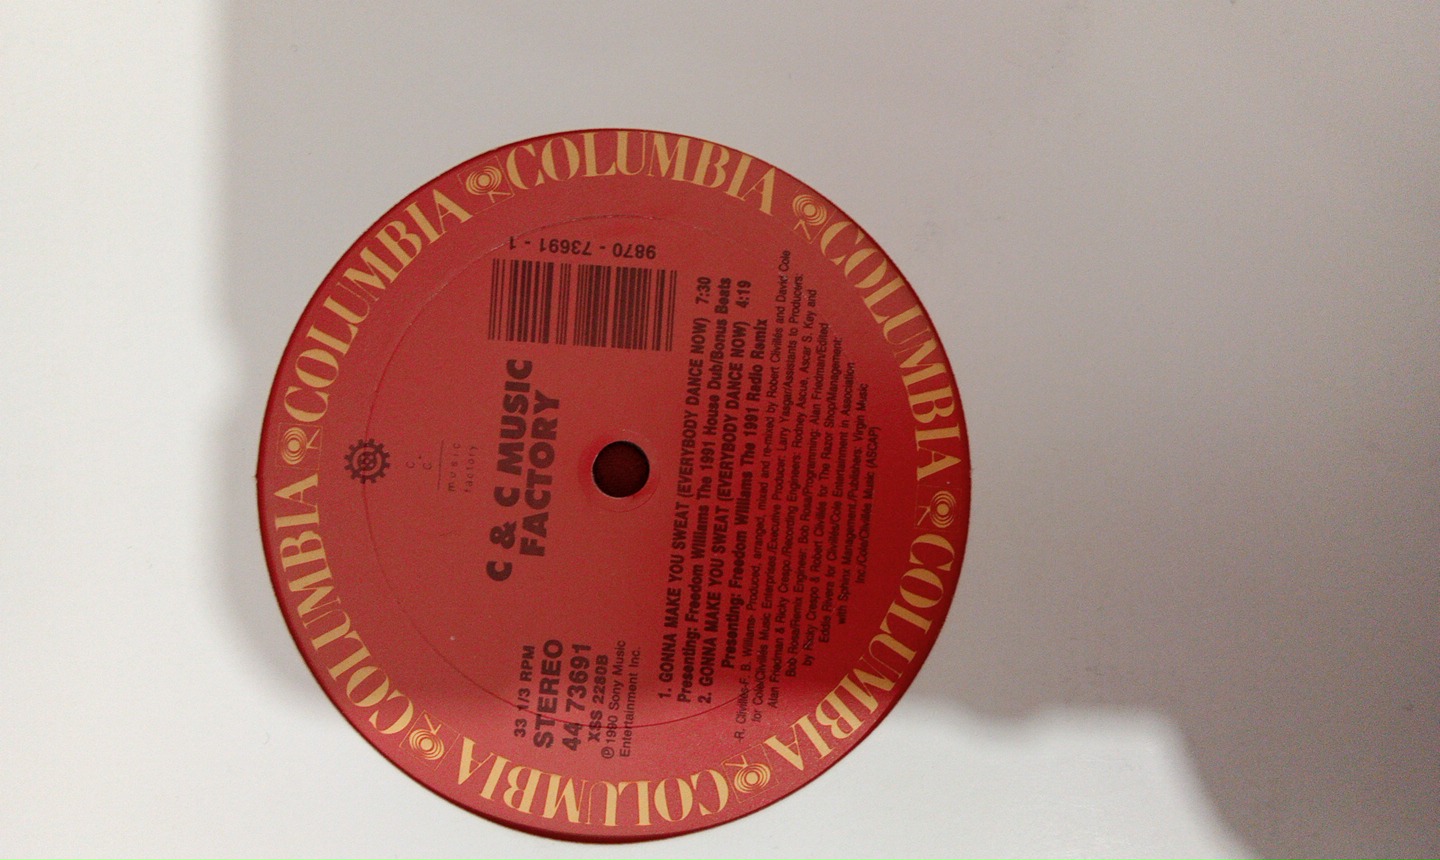 COLUMBIA COLUMBIA COLUMBIA COLUMBIA COLUMBIA COLUMBIA COLUMBIA COLUMBIA
C
C
music
factory
C & C MUSIC
FACTORY
33 1/3 RPM
STEREO
44 73691
XSS 2280B
℗ 1990 Sony Music
Entertainment Inc.
9870 - 73691 - 1
1. GONNA MAKE YOU SWEAT (EVERYBODY DANCE NOW) 7:30
Presenting: Freedom Williams The 1991 House Dub/Bonus Beats
2. GONNA MAKE YOU SWEAT (EVERYBODY DANCE NOW) 4:19
Presenting: Freedom Williams The 1991 Radio Remix
-R. Clivillés-F. B. Williams- Produced, arranged, mixed and re-mixed by Robert Clivillés and David Cole
for Cole/Clivillés Music Enterprises./Executive Producer: Larry Yasgar/Assistants to Producers:
Alan Friedman & Ricky Crespo./Recording Engineers: Rodney Ascue, Ascar S. Kay and
Bob Rosa/Remix Engineer: Bob Rosa/Programming: Alan Friedman/Edited
by Ricky Crespo & Robert Clivillés for The Razor Shop/Management:
Eddie Rivera for Clivillés/Cole Entertainment in Association
with Sphinx Management./Publishers: Virgin Music
Inc./Cole/Clivillés Music (ASCAP)